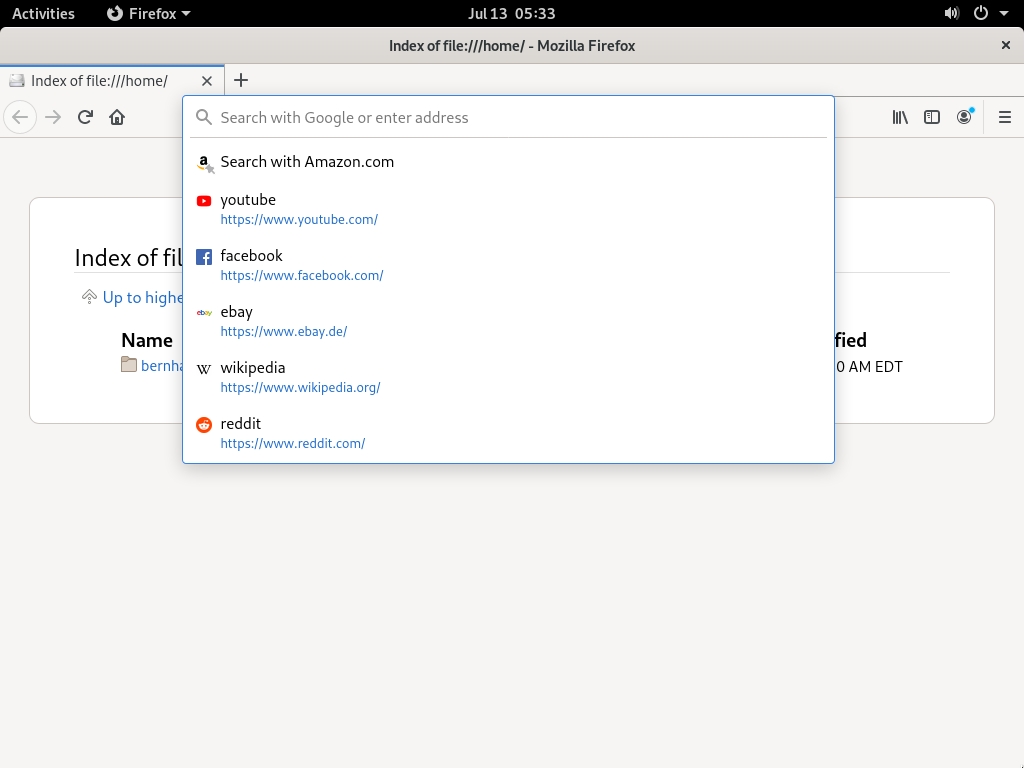 Activities Firefox Jul 13 05:33
Index of file:///home/ - Mozilla Firefox
Index of file:///home/
Search with Google or enter address
Search with Amazon.com
youtube
https://www.youtube.com/
facebook
https://www.facebook.com/
ebay
https://www.ebay.de/
wikipedia
https://www.wikipedia.org/
reddit
https://www.reddit.com/
Index of fil
Up to highe
Name fied
bernha 0 AM EDT